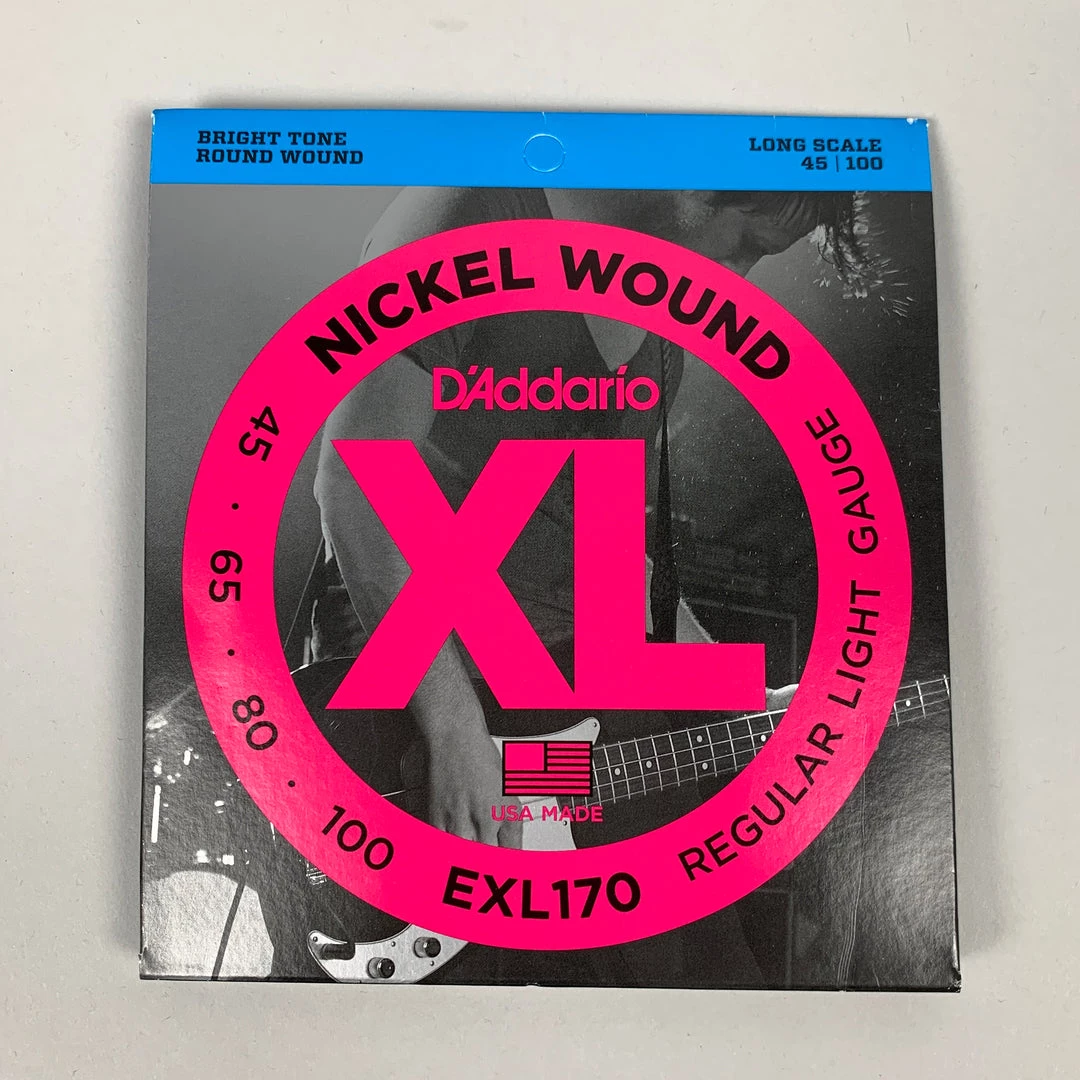 BRIGHT TONE
ROUND WOUND
LONG SCALE
45 | 100
NICKEL WOUND
D'Addario
XL
USA MADE
45 · 65 · 80 · 100
EXL170
REGULAR LIGHT GAUGE